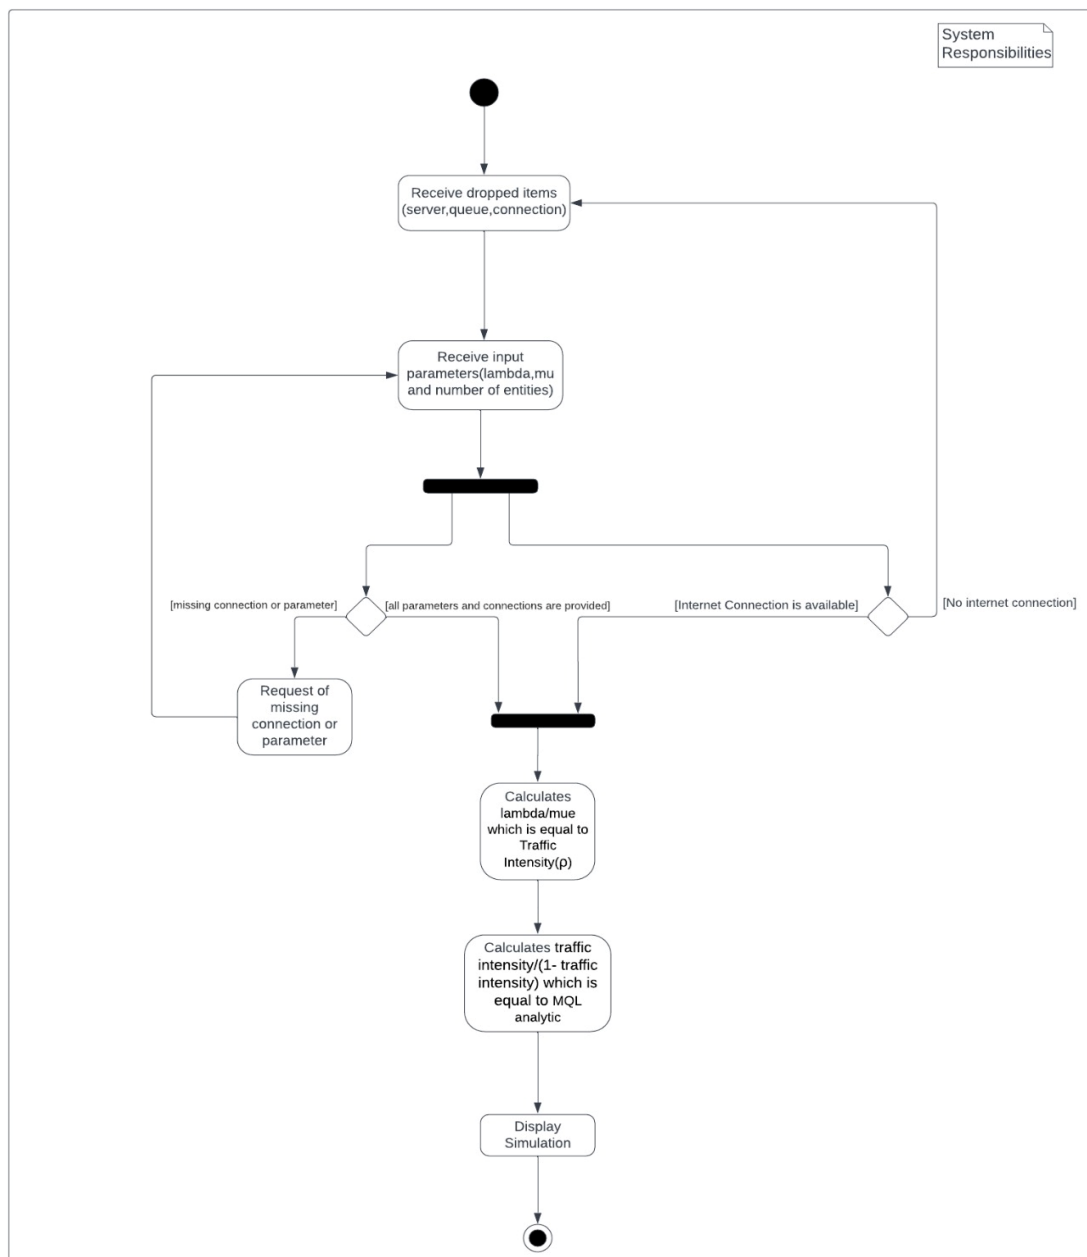 System
Responsibilities
Receive dropped items
(server,queue,connection)
Receive input
parameters(lambda,mu
and number of entities)
[missing connection or parameter]
[all parameters and connections are provided]
[Internet Connection is available]
[No internet connection]
Request of
missing
connection or
parameter
Calculates
lambda/mue
which is equal to
Traffic
Intensity(ρ)
Calculates traffic
intensity/(1- traffic
intensity) which is
equal to MQL
analytic
Display
Simulation